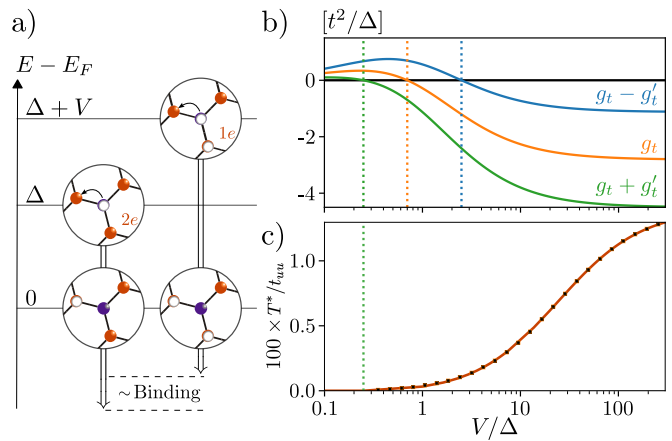 a)
E − E_F
Δ + V
1e
Δ
2e
0
~Binding
b)
[t²/Δ]
0
-2
-4
g_t − g′_t
g_t
g_t + g′_t
c)
100 × T*/t_uu
1.0
0.5
0.0
0.1
1
10
100
V/Δ